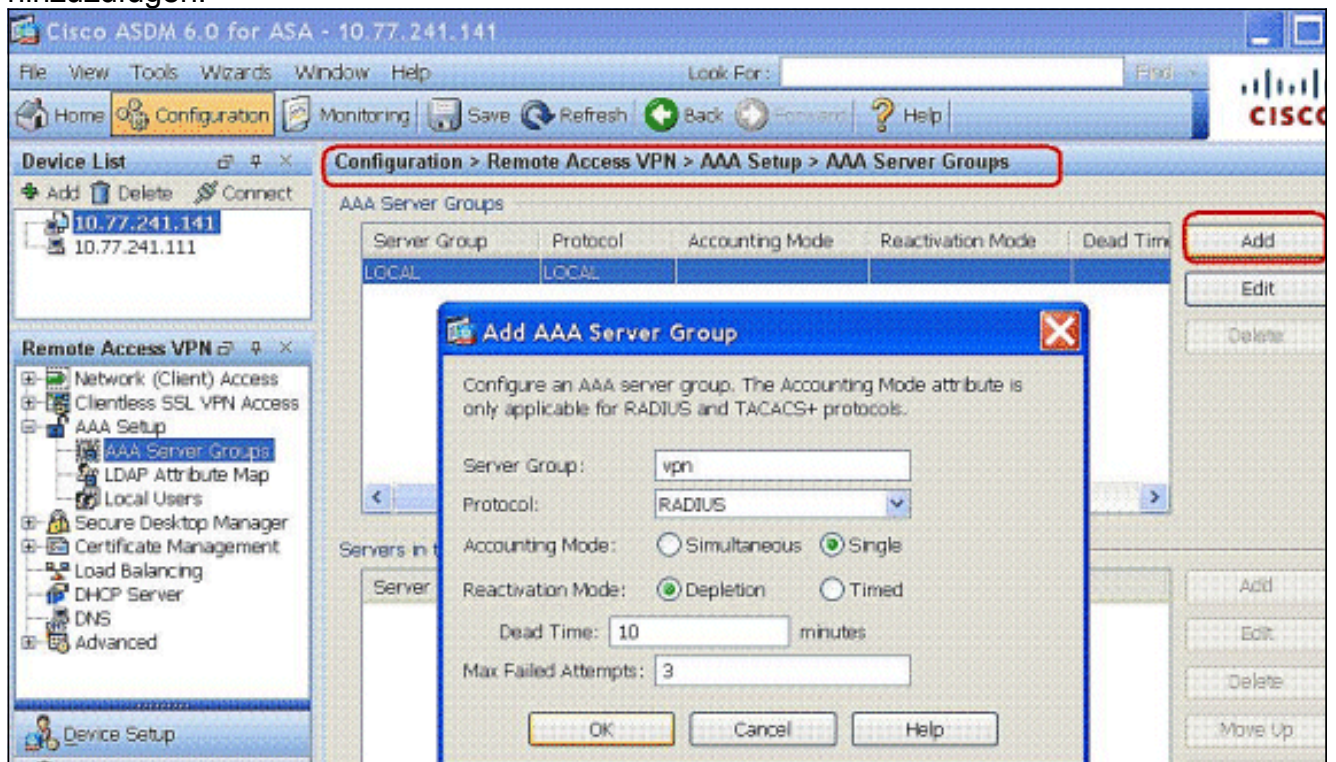 hinzuzufügen.
Cisco ASDM 6.0 for ASA - 10.77.241.141
File View Tools Wizards Window Help Look For: Find
Home Configuration Monitoring Save Refresh Back Forward Help
CISCO
Device List
Add Delete Connect
10.77.241.141
10.77.241.111
Configuration > Remote Access VPN > AAA Setup > AAA Server Groups
AAA Server Groups
Server Group Protocol Accounting Mode Reactivation Mode Dead Tim
LOCAL LOCAL
Add
Edit
Delete
Remote Access VPN
Network (Client) Access
Clientless SSL VPN Access
AAA Setup
AAA Server Groups
LDAP Attribute Map
Local Users
Secure Desktop Manager
Certificate Management
Load Balancing
DHCP Server
DNS
Advanced
Device Setup
Add AAA Server Group
Configure an AAA server group. The Accounting Mode attribute is
only applicable for RADIUS and TACACS+ protocols.
Server Group: vpn
Protocol: RADIUS
Accounting Mode: Simultaneous Single
Reactivation Mode: Depletion Timed
Dead Time: 10 minutes
Max Failed Attempts: 3
OK Cancel Help
Servers in t
Server
Add
Edit
Delete
Move Up